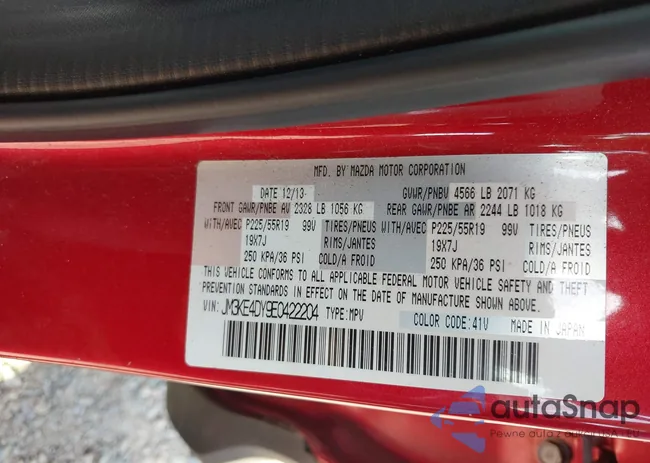 MFD. BY MAZDA MOTOR CORPORATION
DATE 12/13 GVWR/PNBV 4566 LB 2071 KG
FRONT GAWR/PNBE AV 2328 LB 1056 KG REAR GAWR/PNBE AR 2244 LB 1018 KG
WITH/AVEC P225/55R19 99V TIRES/PNEUS WITH/AVEC P225/55R19 99V TIRES/PNEUS
19X7J RIMS/JANTES 19X7J RIMS/JANTES
250 KPA/36 PSI COLD/A FROID 250 KPA/36 PSI COLD/A FROID
THIS VEHICLE CONFORMS TO ALL APPLICABLE FEDERAL MOTOR VEHICLE SAFETY AND THEFT
PREVENTION STANDARDS IN EFFECT ON THE DATE OF MANUFACTURE SHOWN ABOVE.
VIN: JM3KE4DY9E0422204 TYPE:MPV COLOR CODE:41V MADE IN JAPAN
autoSnap